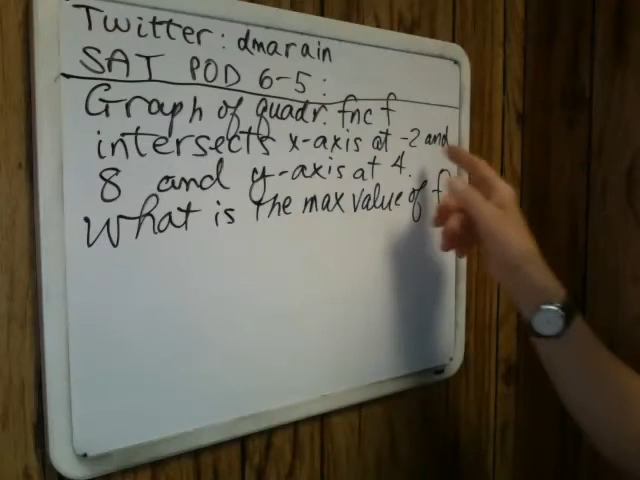 Twitter: dmarain
SAT POD 6-5:
Graph of quadr. fnc f
intersects x-axis at -2 and
8 and y-axis at 4.
What is the max value of f